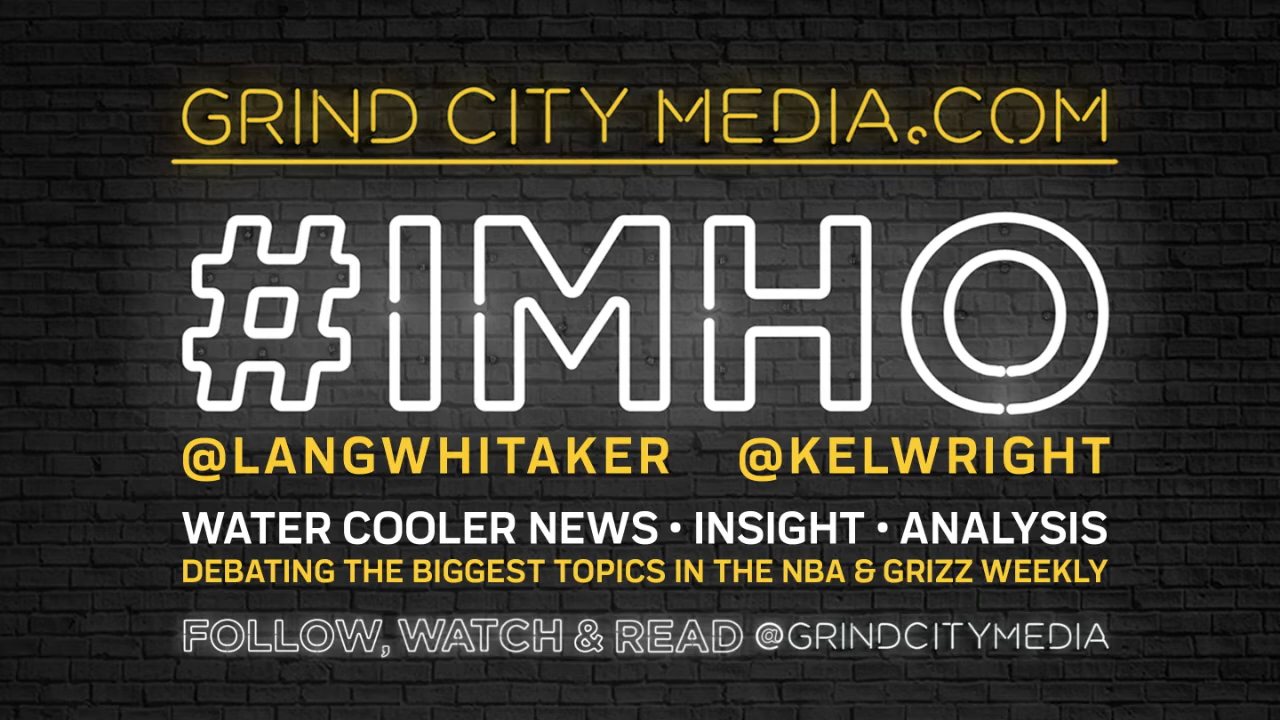 GRIND CITY MEDIA.COM
#IMHO
@LANGWHITAKER @KELWRIGHT
WATER COOLER NEWS • INSIGHT • ANALYSIS
DEBATING THE BIGGEST TOPICS IN THE NBA & GRIZZ WEEKLY
FOLLOW, WATCH & READ @GRINDCITYMEDIA